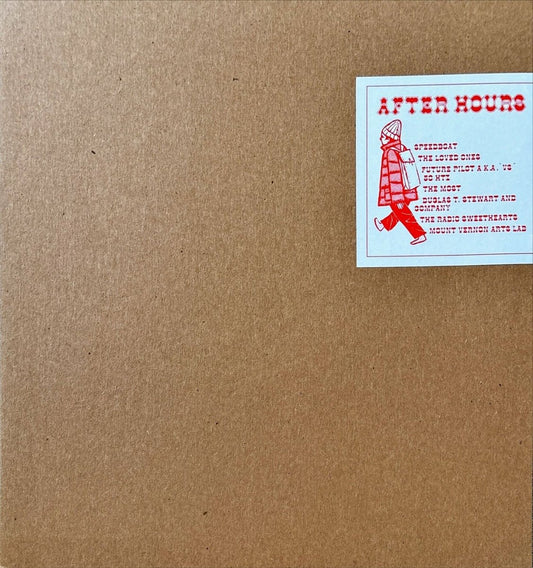 AFTER HOURS
SPEEDBOAT
THE LOVED ONES
FUTURE PILOT A.K.A. "VS"
50 HTZ
THE MOST
DUGLAS T. STEWART AND
COMPANY
THE RADIO SWEETHEARTS
MOUNT VERNON ARTS LAB